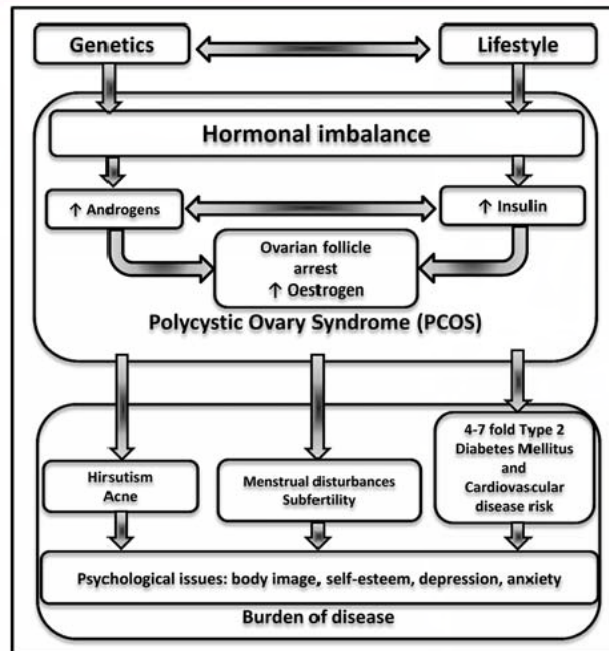 Genetics
Lifestyle
Hormonal imbalance
↑ Androgens
↑ Insulin
Ovarian follicle
arrest
↑ Oestrogen
Polycystic Ovary Syndrome (PCOS)
Hirsutism
Acne
Menstrual disturbances
Subfertility
4-7 fold Type 2
Diabetes Mellitus
and
Cardiovascular
disease risk
Psychological issues: body image, self-esteem, depression, anxiety
Burden of disease